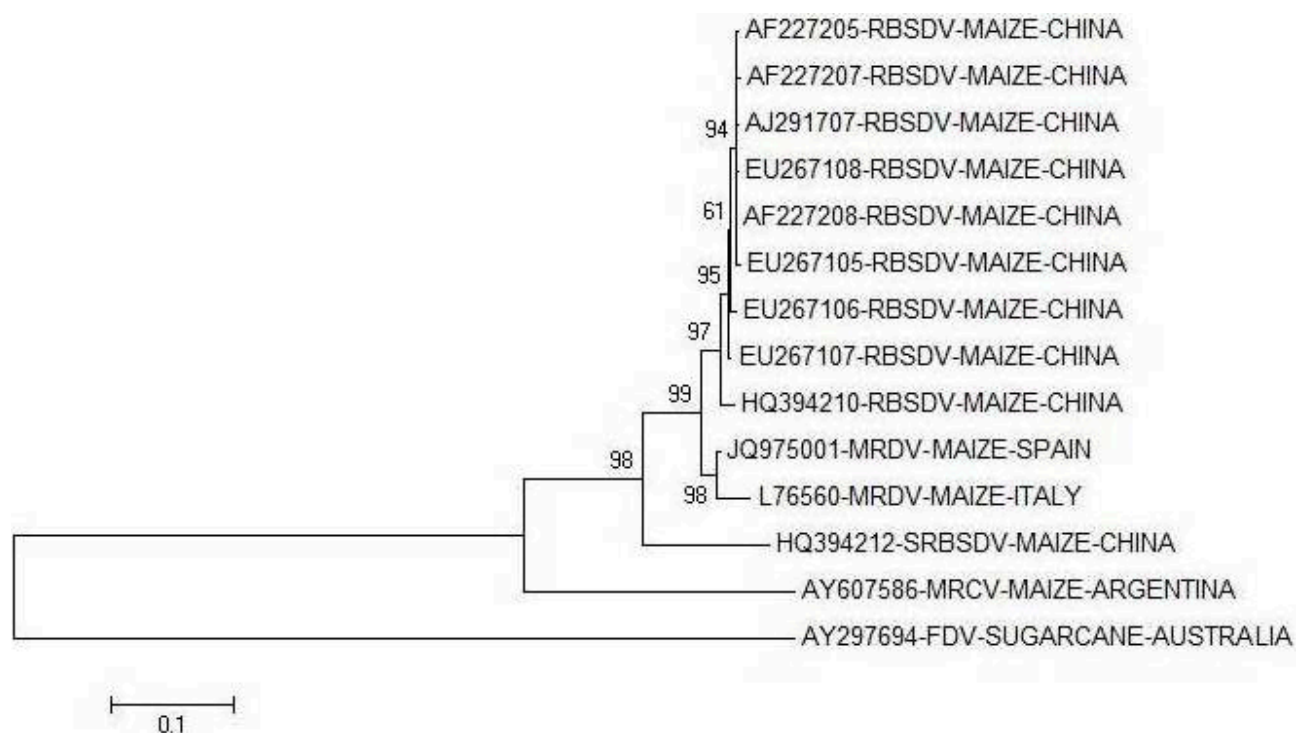 AF227205-RBSDV-MAIZE-CHINA
AF227207-RBSDV-MAIZE-CHINA
AJ291707-RBSDV-MAIZE-CHINA
94
EU267108-RBSDV-MAIZE-CHINA
AF227208-RBSDV-MAIZE-CHINA
61
EU267105-RBSDV-MAIZE-CHINA
95
EU267106-RBSDV-MAIZE-CHINA
97
EU267107-RBSDV-MAIZE-CHINA
99
HQ394210-RBSDV-MAIZE-CHINA
98
JQ975001-MRDV-MAIZE-SPAIN
98
L76560-MRDV-MAIZE-ITALY
HQ394212-SRBSDV-MAIZE-CHINA
AY607586-MRCV-MAIZE-ARGENTINA
AY297694-FDV-SUGARCANE-AUSTRALIA
0.1